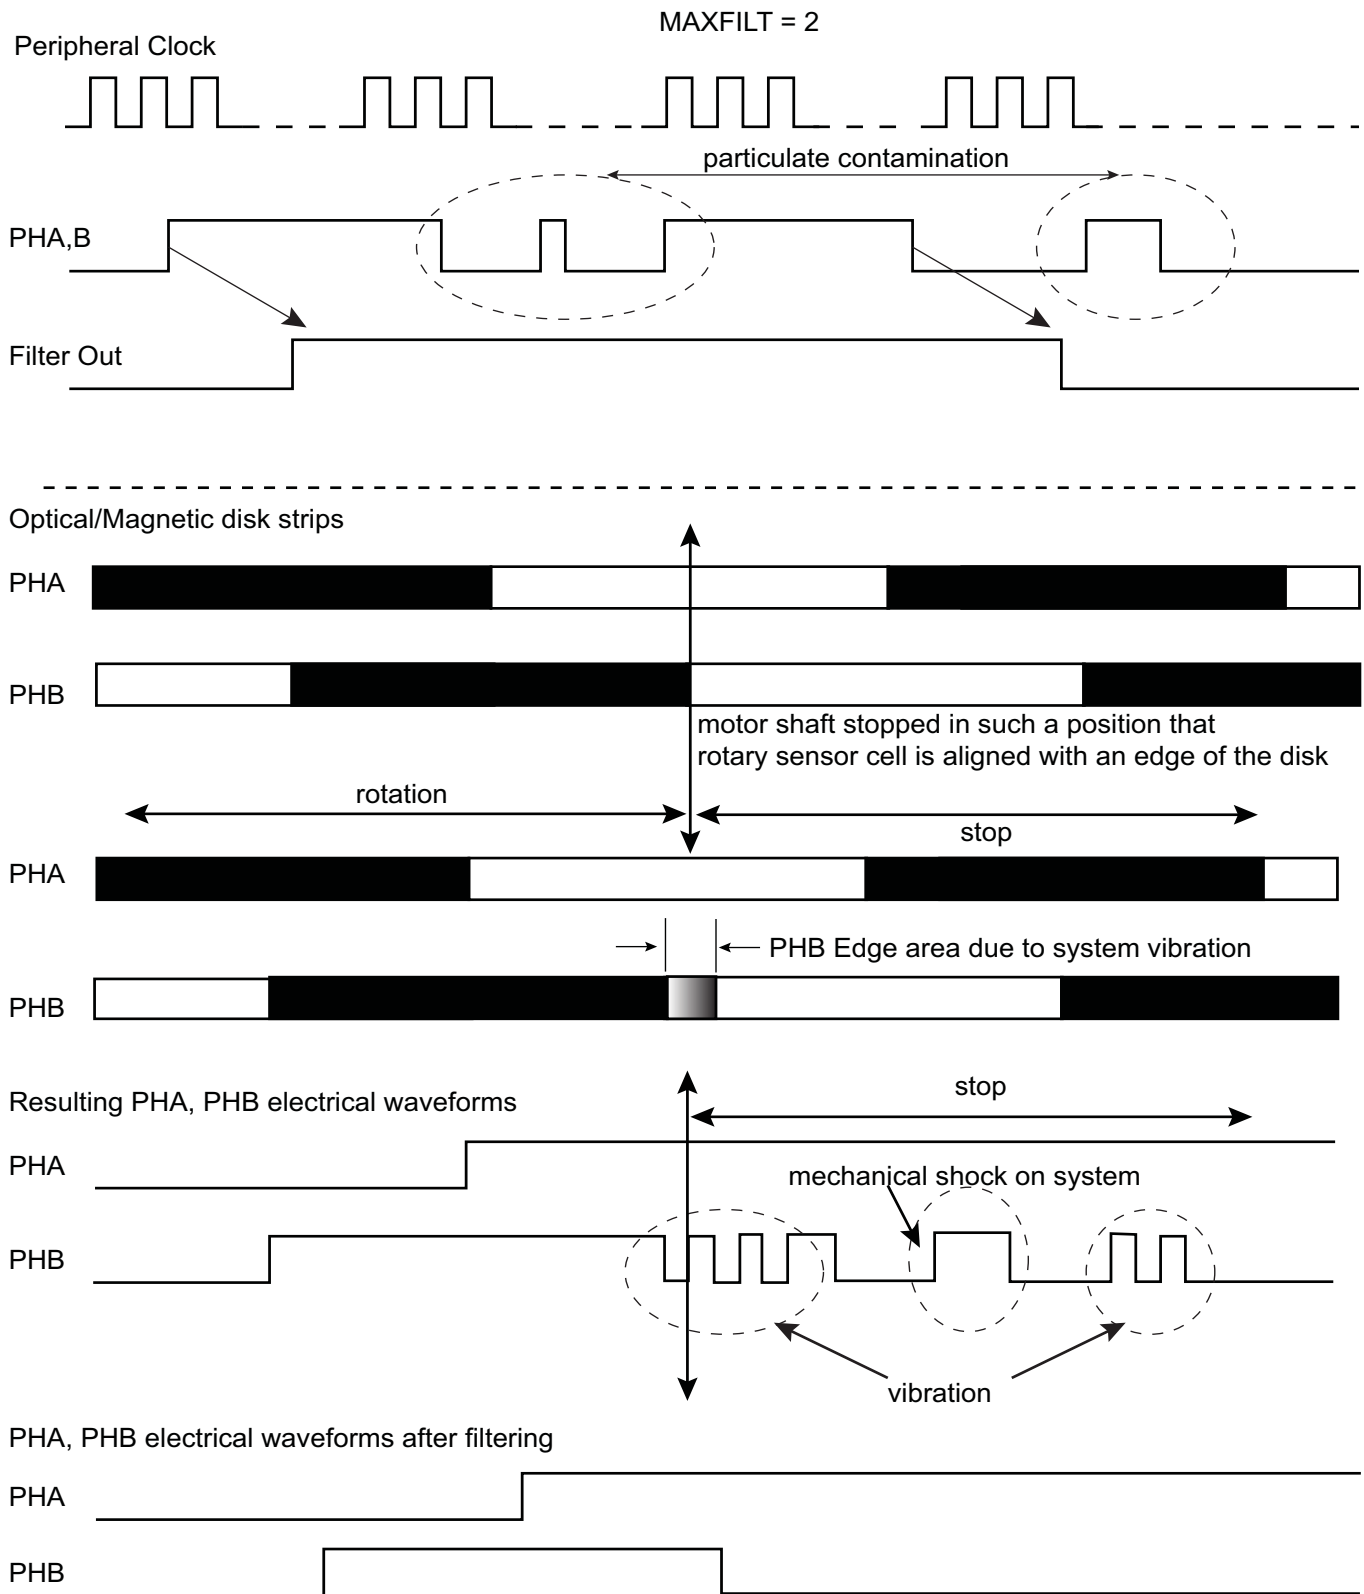 MAXFILT = 2
Peripheral Clock
particulate contamination
PHA,B
Filter Out
Optical/Magnetic disk strips
PHA
PHB
motor shaft stopped in such a position that
rotary sensor cell is aligned with an edge of the disk
rotation
stop
PHA
PHB Edge area due to system vibration
PHB
stop
Resulting PHA, PHB electrical waveforms
PHA
mechanical shock on system
PHB
vibration
PHA, PHB electrical waveforms after filtering
PHA
PHB